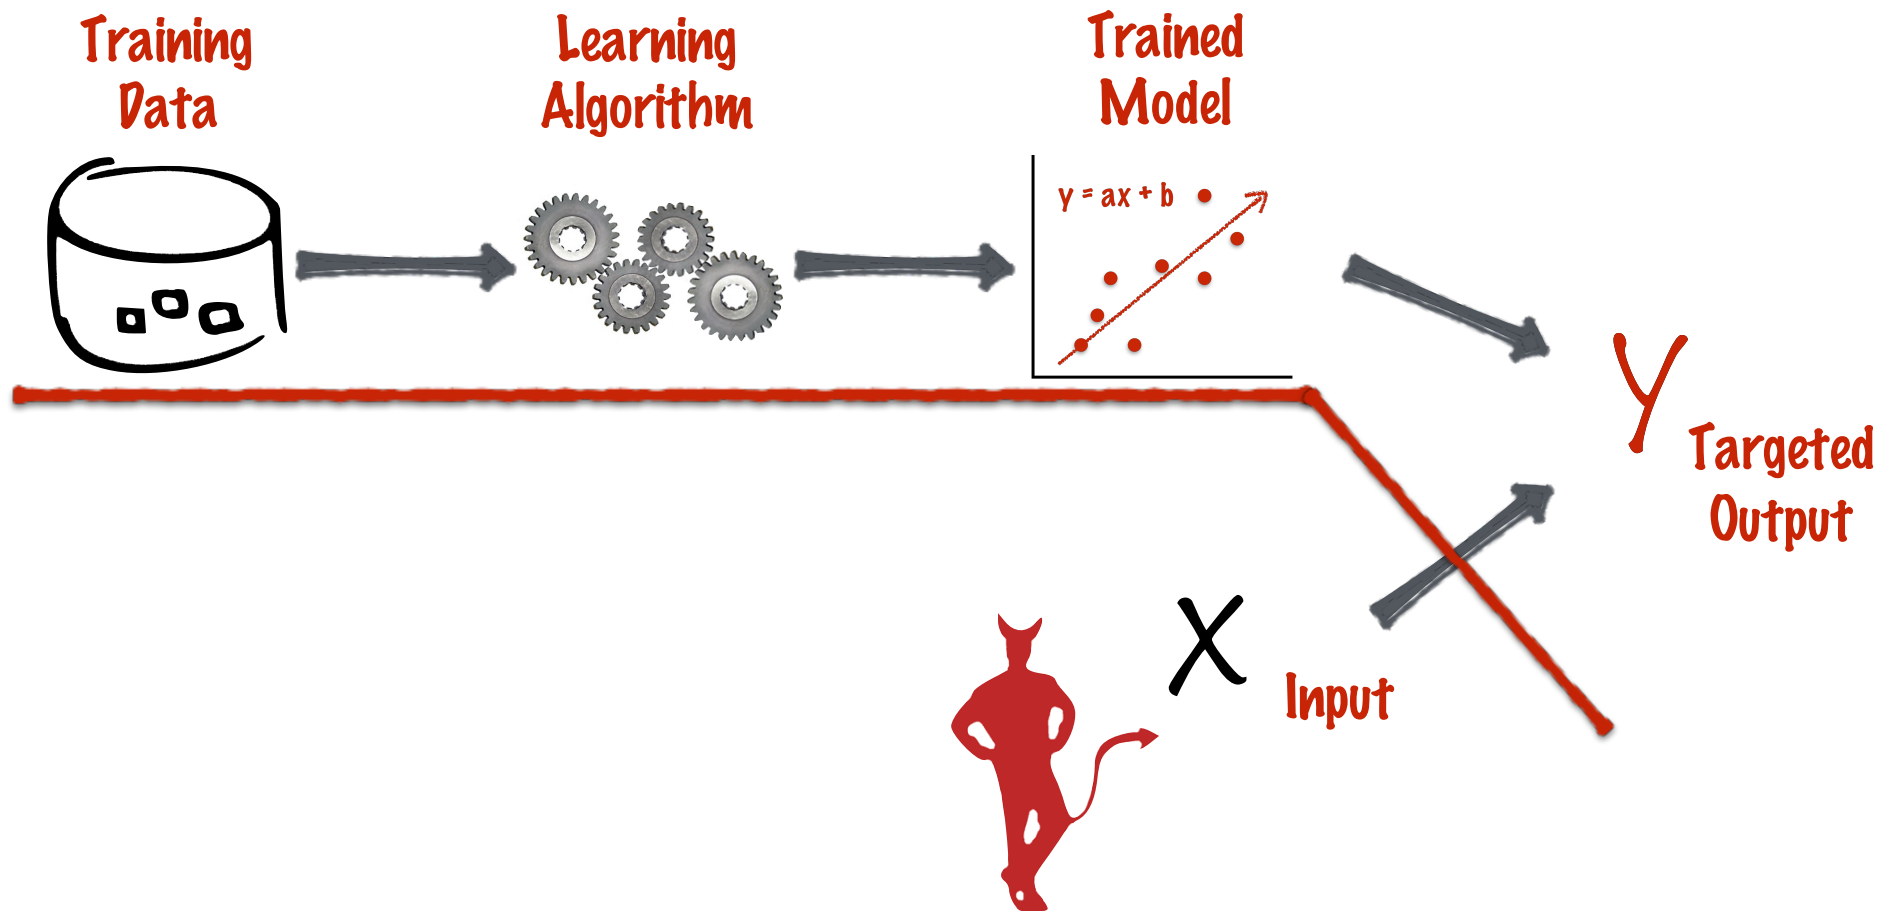 Training
Data
Learning
Algorithm
Trained
Model
y = ax + b
Y
Targeted
Output
X
Input